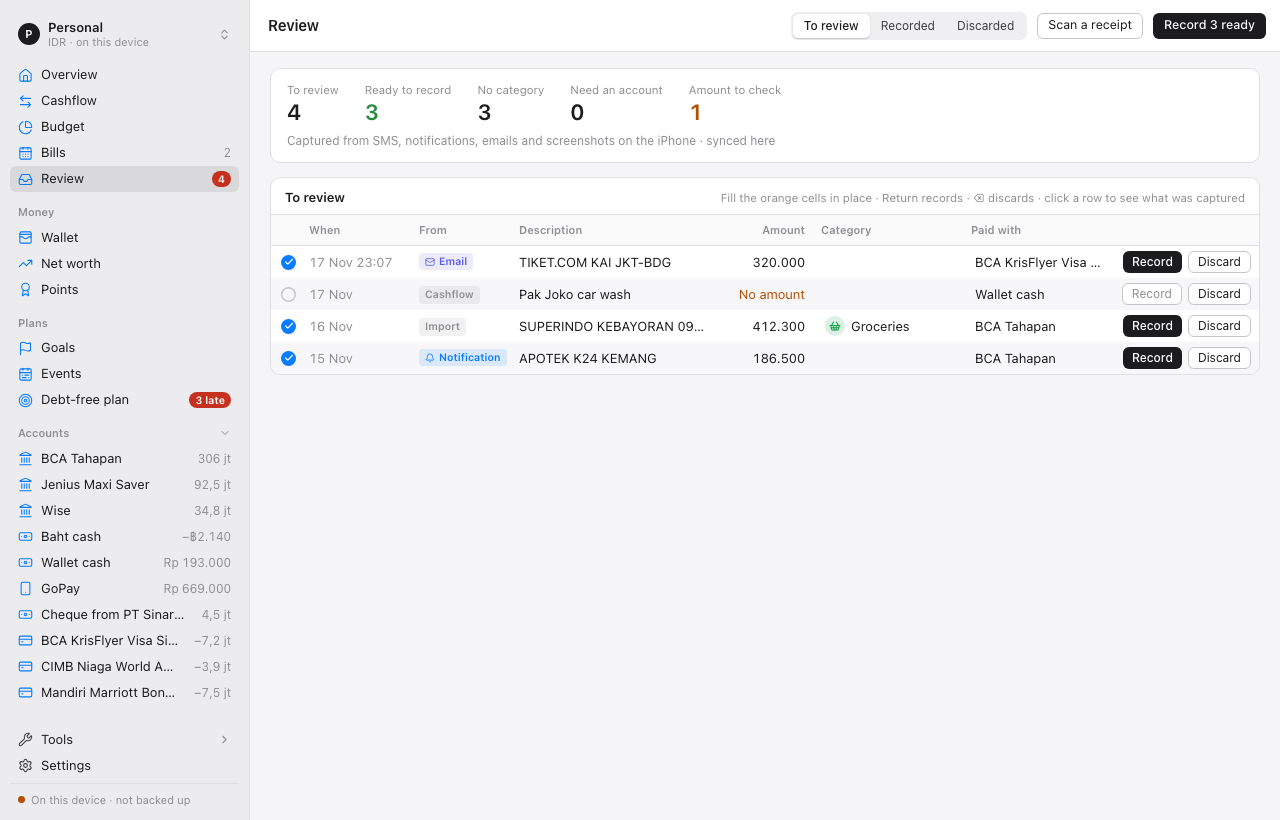 P
Personal
IDR · on this device
Overview
Cashflow
Budget
Bills 2
Review 4
Money
Wallet
Net worth
Points
Plans
Goals
Events
Debt-free plan 3 late
Accounts
BCA Tahapan 306 jt
Jenius Maxi Saver 92,5 jt
Wise 34,8 jt
Baht cash −฿2.140
Wallet cash Rp 193.000
GoPay Rp 669.000
Cheque from PT Sinar... 4,5 jt
BCA KrisFlyer Visa Si... −7,2 jt
CIMB Niaga World A... −3,9 jt
Mandiri Marriott Bon... −7,5 jt
Tools
Settings
On this device · not backed up
Review To review Recorded Discarded Scan a receipt Record 3 ready
To review Ready to record No category Need an account Amount to check
4 3 3 0 1
Captured from SMS, notifications, emails and screenshots on the iPhone · synced here
To review Fill the orange cells in place · Return records · ⌫ discards · click a row to see what was captured
When From Description Amount Category Paid with
17 Nov 23:07 Email TIKET.COM KAI JKT-BDG 320.000 BCA KrisFlyer Visa ... Record Discard
17 Nov Cashflow Pak Joko car wash No amount Wallet cash Record Discard
16 Nov Import SUPERINDO KEBAYORAN 09... 412.300 Groceries BCA Tahapan Record Discard
15 Nov Notification APOTEK K24 KEMANG 186.500 BCA Tahapan Record Discard